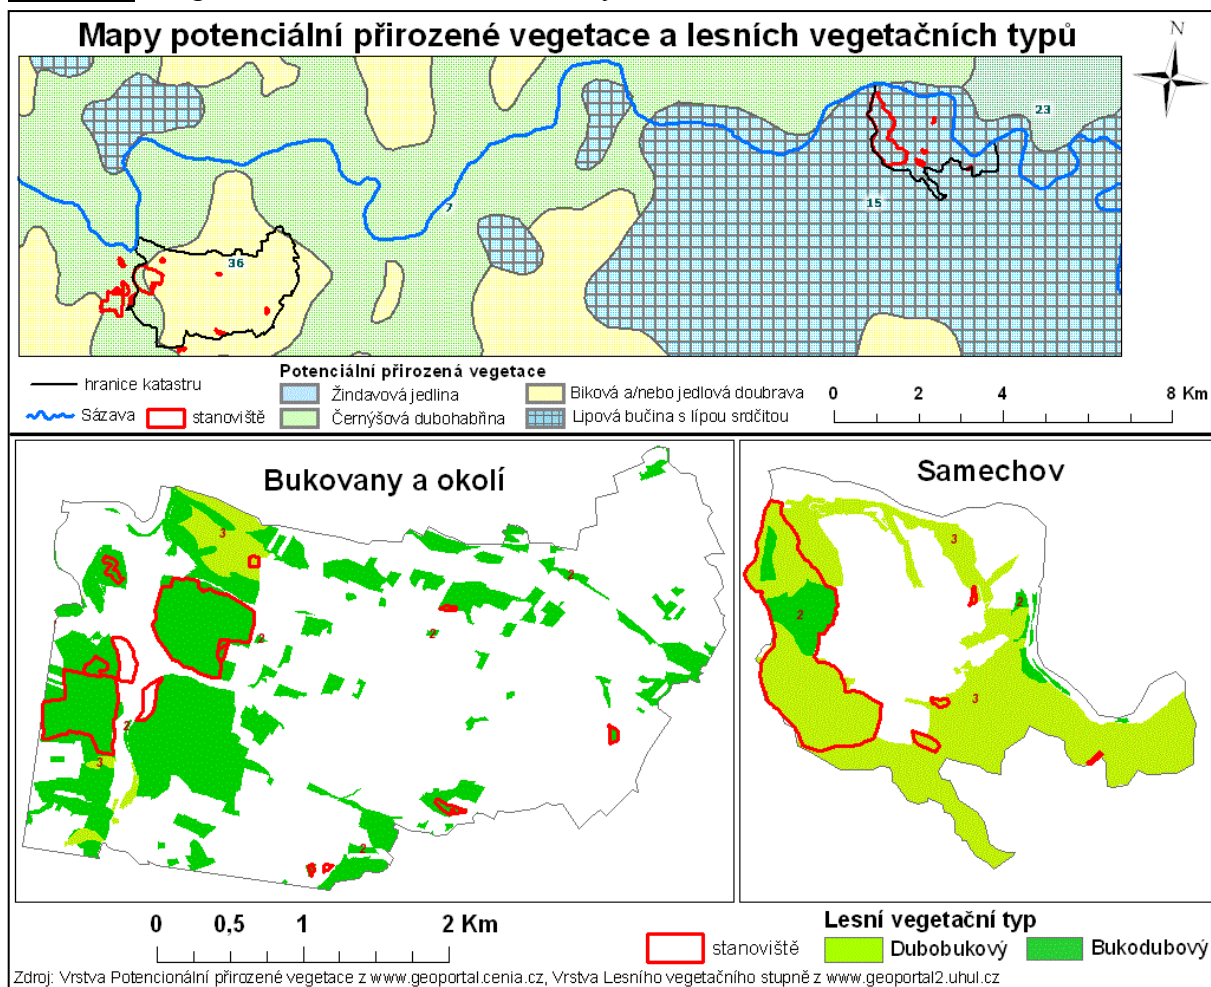 Mapy potenciální přirozené vegetace a lesních vegetačních typů
N
23
15
7
36
Potenciální přirozená vegetace
hranice katastru
Žindavová jedlina
Biková a/nebo jedlová doubrava
0 2 4 8 Km
Sázava
stanoviště
Černýšová dubohabřina
Lipová bučina s lípou srdčitou
Bukovany a okolí
Samechov
3
2
2
2
2
3
2
3
2
2
3
0 0,5 1 2 Km
Lesní vegetační typ
stanoviště
Dubobukový
Bukodubový
Zdroj: Vrstva Potencionální přirozené vegetace z www.geoportal.cenia.cz, Vrstva Lesního vegetačního stupně z www.geoportal2.uhul.cz